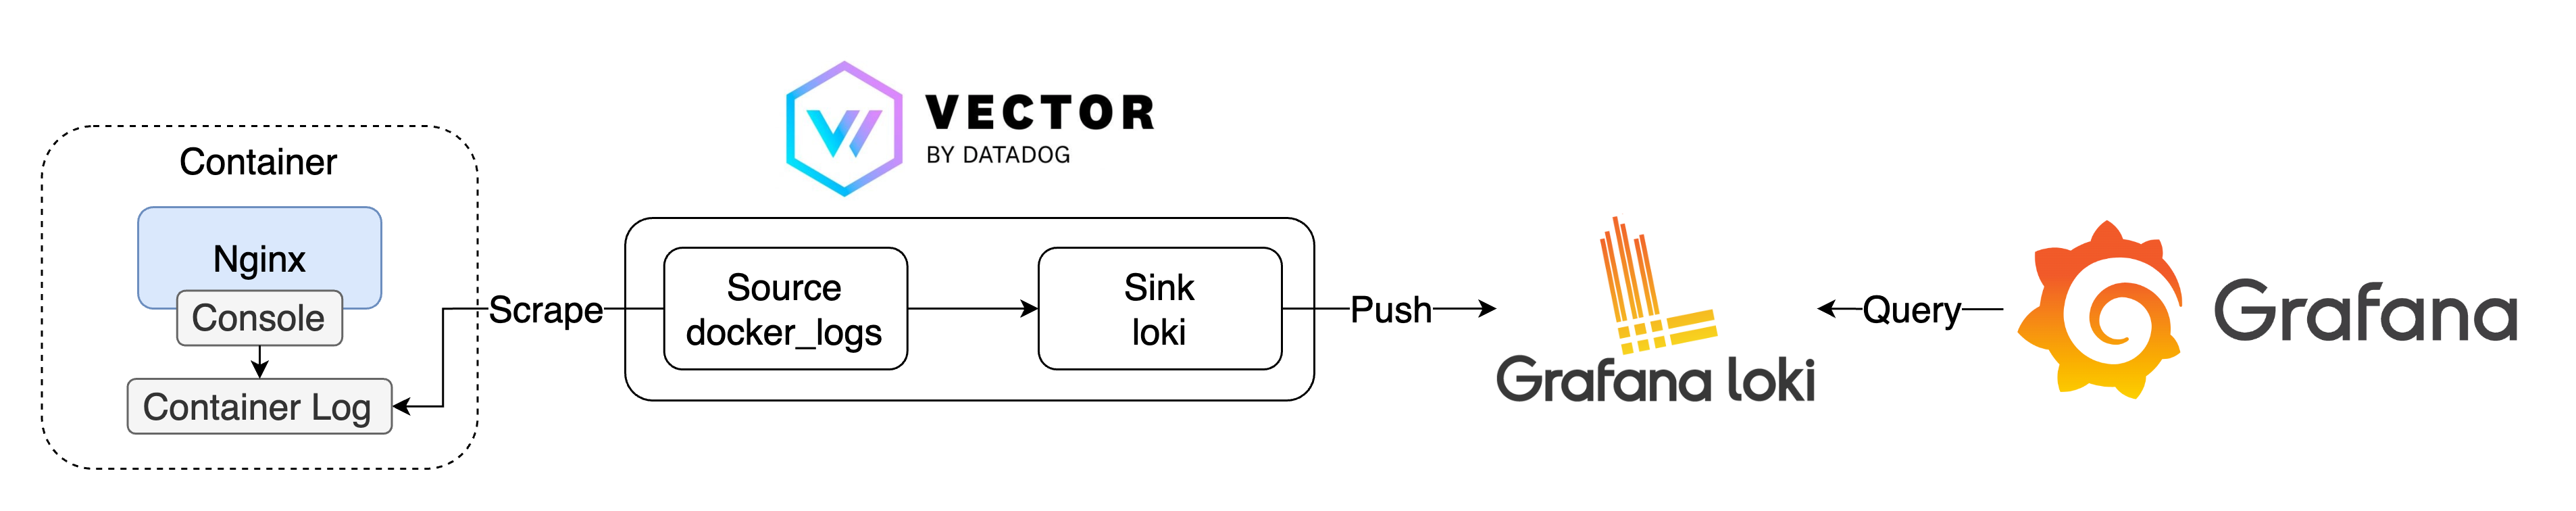 VECTOR
BY DATADOG
Container
Nginx
Console
Container Log
Scrape
Source
docker_logs
Sink
loki
Push
Grafana loki
Query
Grafana